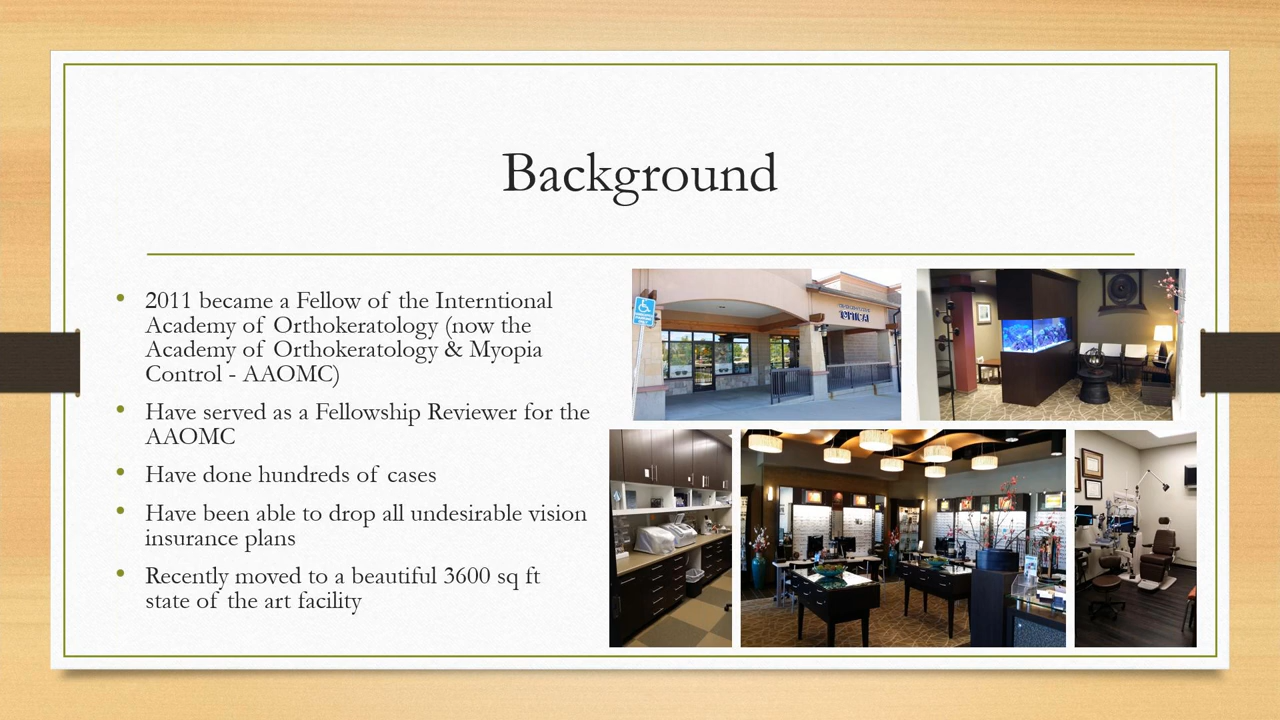 Background
• 2011 became a Fellow of the Interntional
Academy of Orthokeratology (now the
Academy of Orthokeratology & Myopia
Control - AAOMC)
• Have served as a Fellowship Reviewer for the
AAOMC
• Have done hundreds of cases
• Have been able to drop all undesirable vision
insurance plans
• Recently moved to a beautiful 3600 sq ft
state of the art facility
OPTICAL